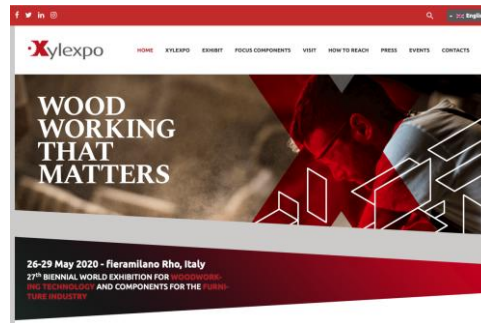 Englis
Xylexpo
HOME XYLEXPO EXHIBIT FOCUS COMPONENTS VISIT HOW TO REACH PRESS EVENTS CONTACTS
WOOD
WORKING
THAT
MATTERS
26-29 May 2020 - fieramilano Rho, Italy
27th BIENNIAL WORLD EXHIBITION FOR WOODWORK-
ING TECHNOLOGY AND COMPONENTS FOR THE FURNI-
TURE INDUSTRY